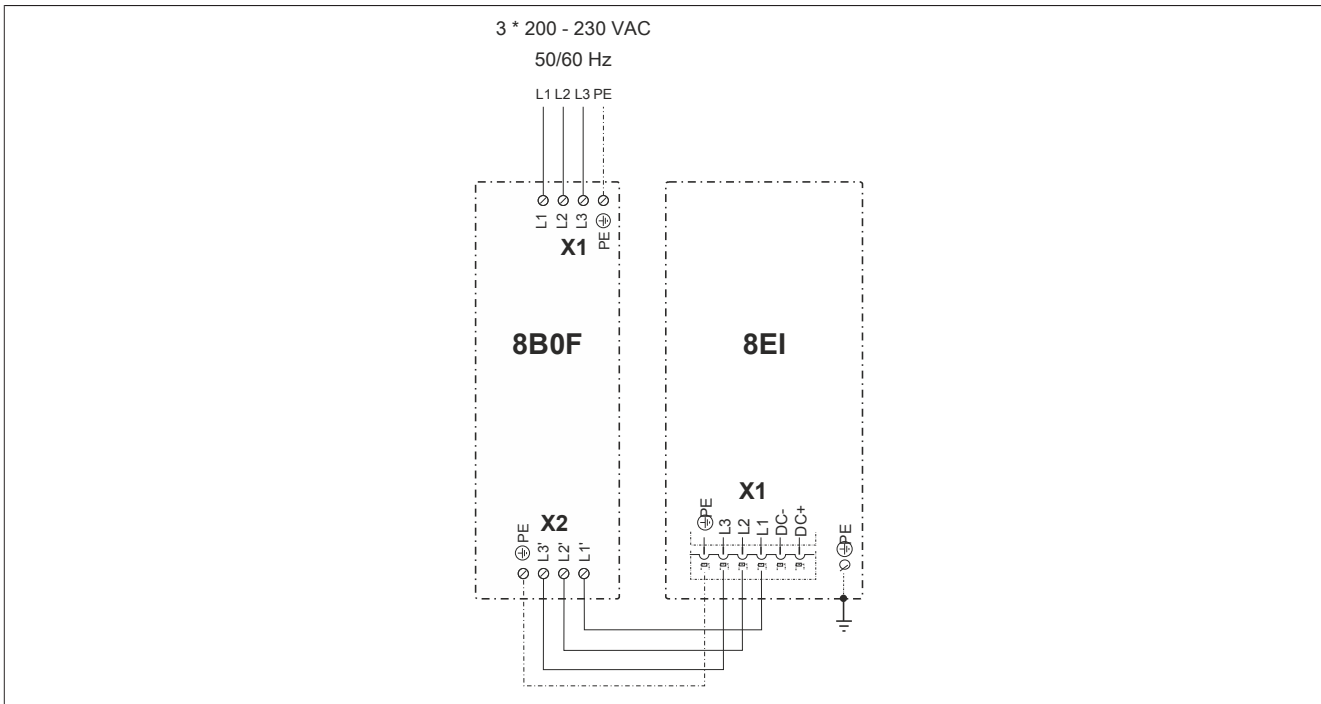 3 * 200 - 230 VAC
50/60 Hz
L1 L2 L3 PE
L1 L2 L3 PE
X1
8B0F
8EI
X1
PE L3 L2 L1 DC- DC+
PE
X2
PE L3' L2' L1'